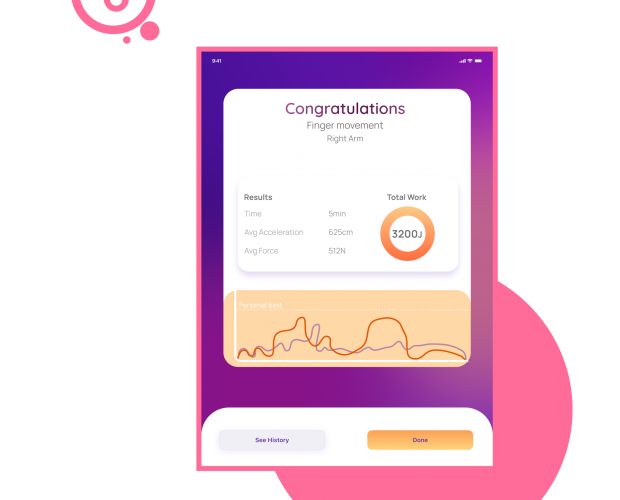 9:41
Congratulations
Finger movement
Right Arm
Results
Total Work
Time 5min
Avg Acceleration 625cm
3200J
Avg Force 512N
Personal best
See History
Done